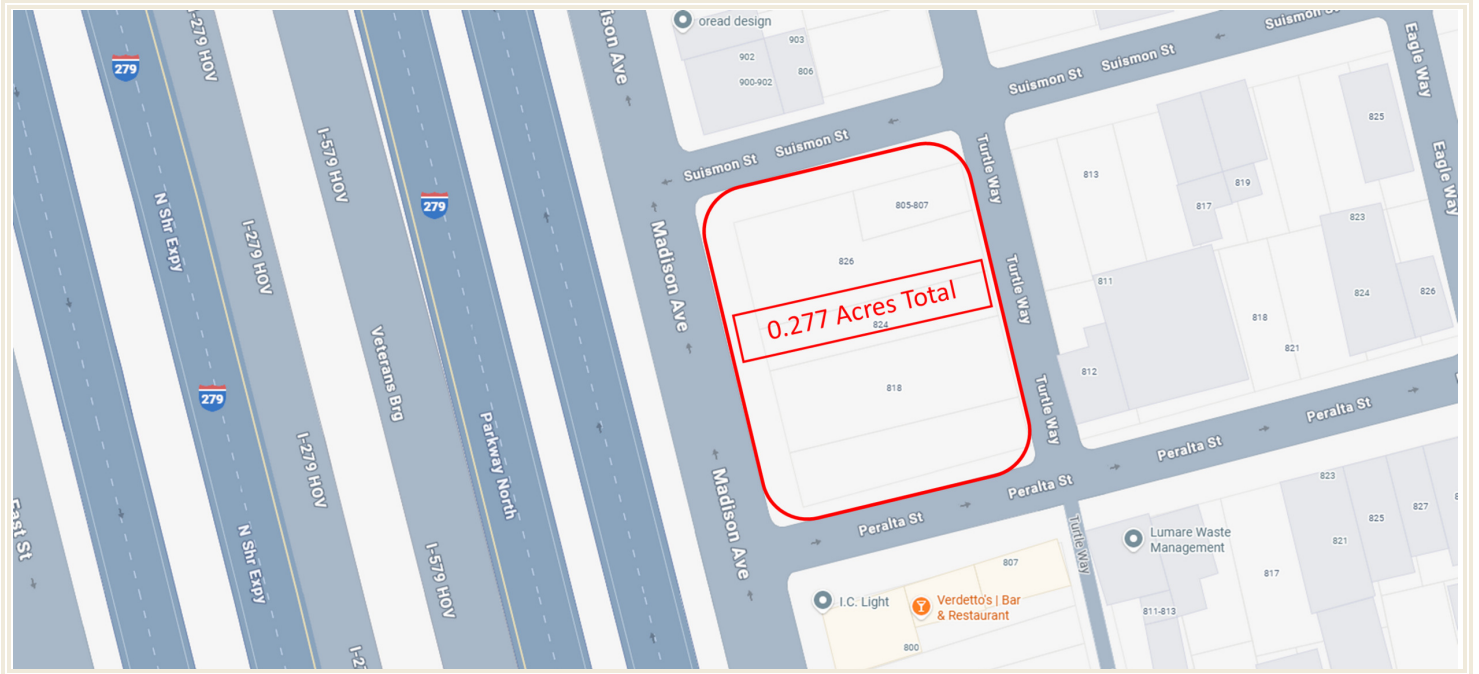 oread design
902
903
900-902
806
ison Ave
I-279 HOV
279
Suismon St
Suismon St
Suismon St
Suismon St
Suismon St
Eagle Way
825
Eagle Way
Turtle Way
813
819
817
823
I-579 HOV
279
N Shr Expy
I-279 HOV
Madison Ave
805-807
826
Turtle Way
811
818
824
826
821
0.277 Acres Total
824
Veterans Brg
279
818
812
Turtle Way
Peralta St
Peralta St
Parkway North
I-279 HOV
Madison Ave
Peralta St
Peralta St
East St
N Shr Expy
I-579 HOV
Turtle Way
Lumare Waste
Management
823
825
827
821
817
811-813
807
I.C. Light
Verdetto's | Bar
& Restaurant
800
I-2